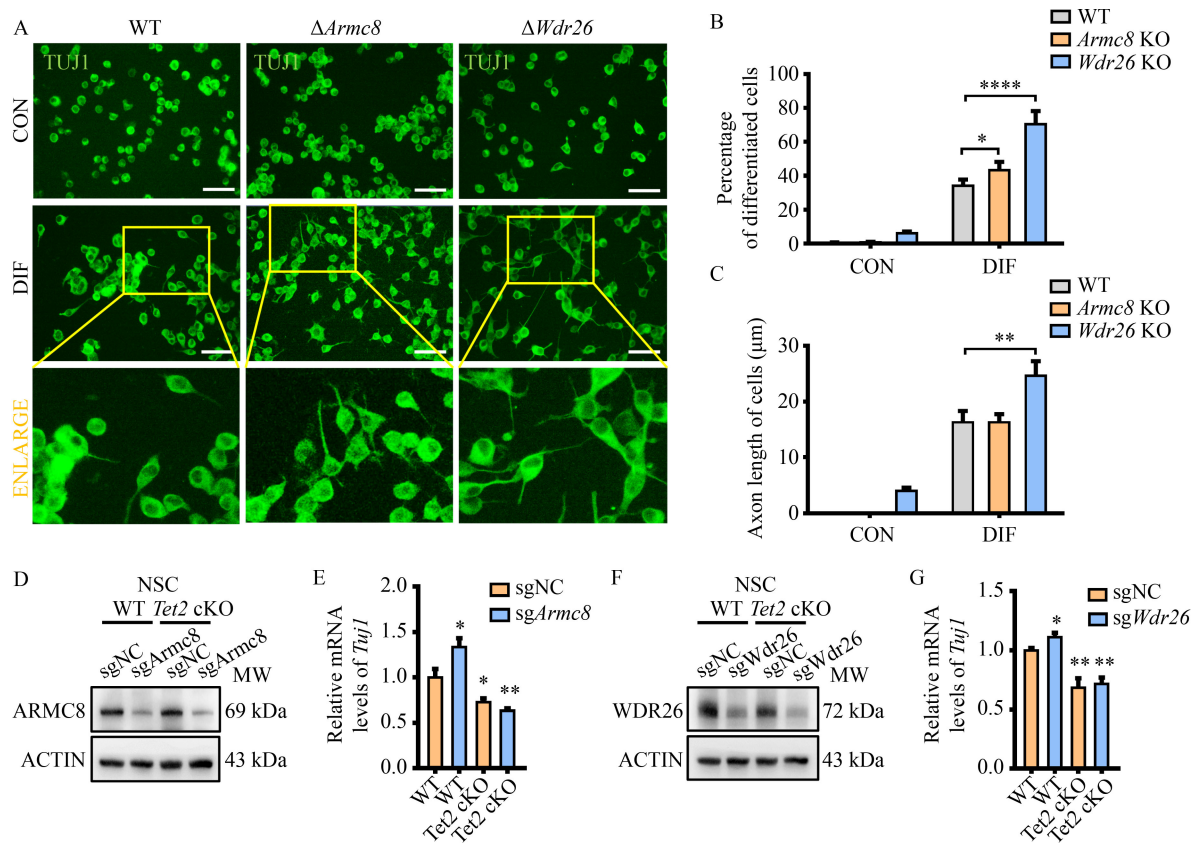 A
WT
ΔArmc8
ΔWdr26
CON
TUJ1
TUJ1
TUJ1
DIF
ENLARGE
B
WT
Armc8 KO
Wdr26 KO
Percentage
of differentiated cells
100
80
60
40
20
0
****
*
CON
DIF
C
WT
Armc8 KO
Wdr26 KO
Axon length of cells (μm)
30
20
10
0
**
CON
DIF
D
NSC
WT Tet2 cKO
sgNC
sgArmc8
sgNC
sgArmc8
MW
ARMC8
69 kDa
ACTIN
43 kDa
E
sgNC
sgArmc8
Relative mRNA
levels of Tuj1
2.0
1.5
1.0
0.5
0.0
*
*
**
WT
WT
Tet2 cKO
Tet2 cKO
F
NSC
WT Tet2 cKO
sgNC
sgWdr26
sgNC
sgWdr26
MW
WDR26
72 kDa
ACTIN
43 kDa
G
sgNC
sgWdr26
Relative mRNA
levels of Tuj1
1.5
1.0
0.5
0.0
*
**
**
WT
WT
Tet2 cKO
Tet2 cKO